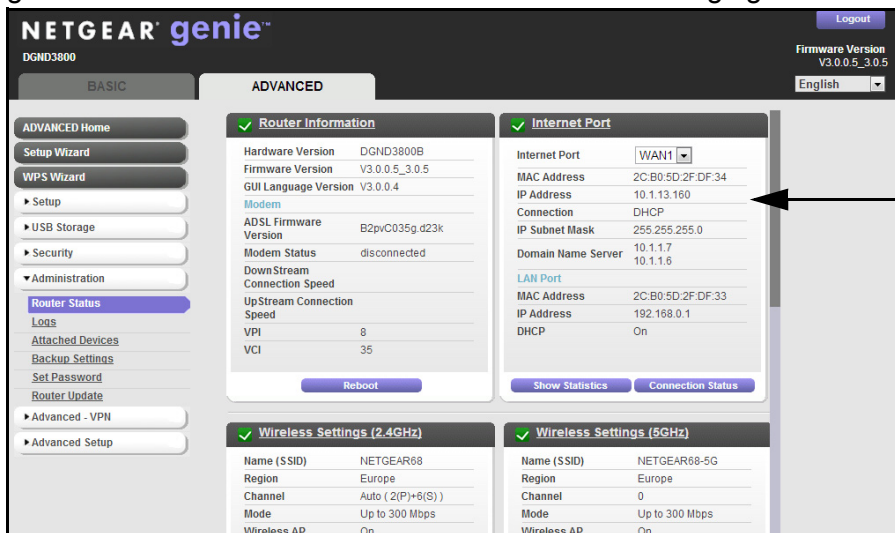 NETGEAR® genie™
DGND3800
Logout
Firmware Version
V3.0.0.5_3.0.5
English
BASIC
ADVANCED
ADVANCED Home
Setup Wizard
WPS Wizard
Setup
USB Storage
Security
Administration
Router Status
Logs
Attached Devices
Backup Settings
Set Password
Router Update
Advanced - VPN
Advanced Setup
Router Information
Hardware Version DGND3800B
Firmware Version V3.0.0.5_3.0.5
GUI Language Version V3.0.0.4
Modem
ADSL Firmware
Version B2pvC035g.d23k
Modem Status disconnected
DownStream
Connection Speed
UpStream Connection
Speed
VPI 8
VCI 35
Reboot
Internet Port
Internet Port WAN1
MAC Address 2C:B0:5D:2F:DF:34
IP Address 10.1.13.160
Connection DHCP
IP Subnet Mask 255.255.255.0
Domain Name Server 10.1.1.7
10.1.1.6
LAN Port
MAC Address 2C:B0:5D:2F:DF:33
IP Address 192.168.0.1
DHCP On
Show Statistics
Connection Status
Wireless Settings (2.4GHz)
Name (SSID) NETGEAR68
Region Europe
Channel Auto ( 2(P)+6(S) )
Mode Up to 300 Mbps
Wireless AP On
Wireless Settings (5GHz)
Name (SSID) NETGEAR68-5G
Region Europe
Channel 0
Mode Up to 300 Mbps
Wireless AP On